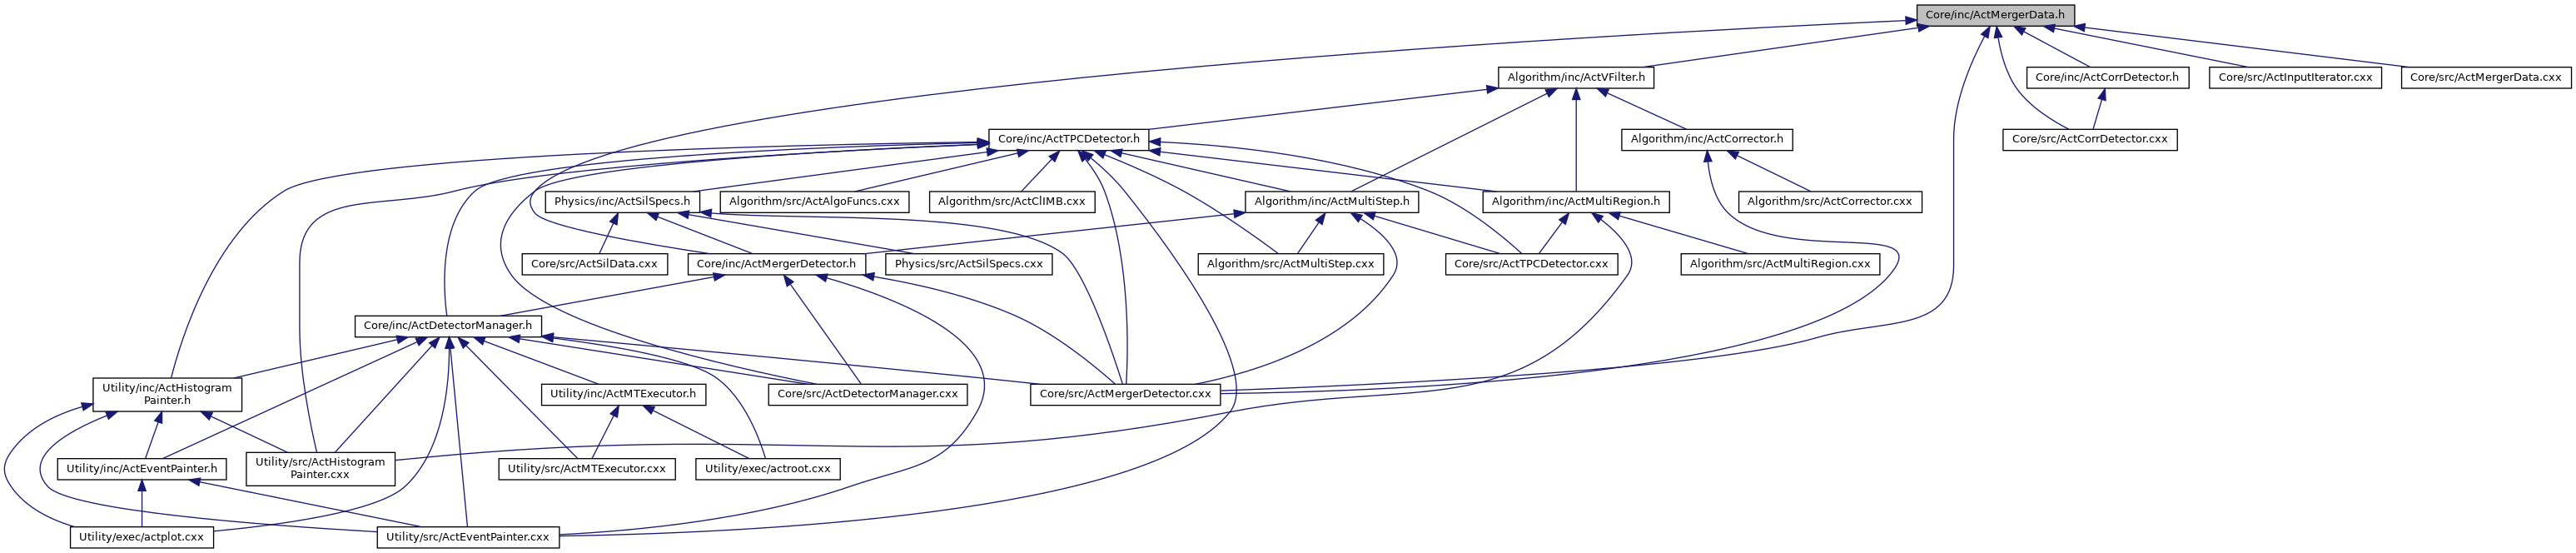 Core/inc/ActMergerData.h
Algorithm/inc/ActVFilter.h
Core/inc/ActCorrDetector.h
Core/src/ActInputIterator.cxx
Core/src/ActMergerData.cxx
Core/inc/ActTPCDetector.h
Algorithm/inc/ActCorrector.h
Core/src/ActCorrDetector.cxx
Physics/inc/ActSilSpecs.h
Algorithm/src/ActAlgoFuncs.cxx
Algorithm/src/ActClIMB.cxx
Algorithm/inc/ActMultiStep.h
Algorithm/inc/ActMultiRegion.h
Algorithm/src/ActCorrector.cxx
Core/src/ActSilData.cxx
Core/inc/ActMergerDetector.h
Physics/src/ActSilSpecs.cxx
Algorithm/src/ActMultiStep.cxx
Core/src/ActTPCDetector.cxx
Algorithm/src/ActMultiRegion.cxx
Core/inc/ActDetectorManager.h
Utility/inc/ActHistogram
Painter.h
Utility/inc/ActMTExecutor.h
Core/src/ActDetectorManager.cxx
Core/src/ActMergerDetector.cxx
Utility/inc/ActEventPainter.h
Utility/src/ActHistogram
Painter.cxx
Utility/src/ActMTExecutor.cxx
Utility/exec/actroot.cxx
Utility/exec/actplot.cxx
Utility/src/ActEventPainter.cxx